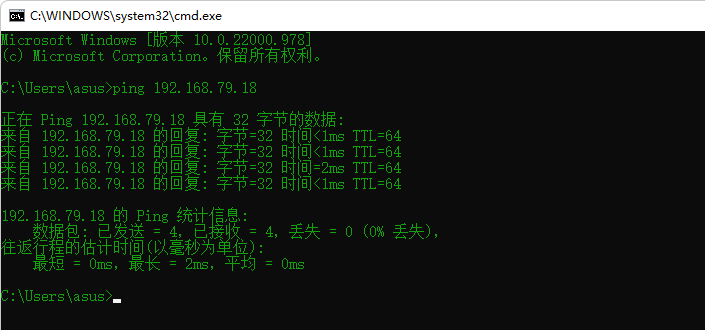 C:\WINDOWS\system32\cmd.exe
Microsoft Windows [版本 10.0.22000.978]
(c) Microsoft Corporation。保留所有权利。
C:\Users\asus>ping 192.168.79.18
正在 Ping 192.168.79.18 具有 32 字节的数据:
来自 192.168.79.18 的回复: 字节=32 时间<1ms TTL=64
来自 192.168.79.18 的回复: 字节=32 时间<1ms TTL=64
来自 192.168.79.18 的回复: 字节=32 时间=2ms TTL=64
来自 192.168.79.18 的回复: 字节=32 时间<1ms TTL=64
192.168.79.18 的 Ping 统计信息:
数据包: 已发送 = 4，已接收 = 4，丢失 = 0 (0% 丢失)，
往返行程的估计时间(以毫秒为单位):
最短 = 0ms，最长 = 2ms，平均 = 0ms
C:\Users\asus>